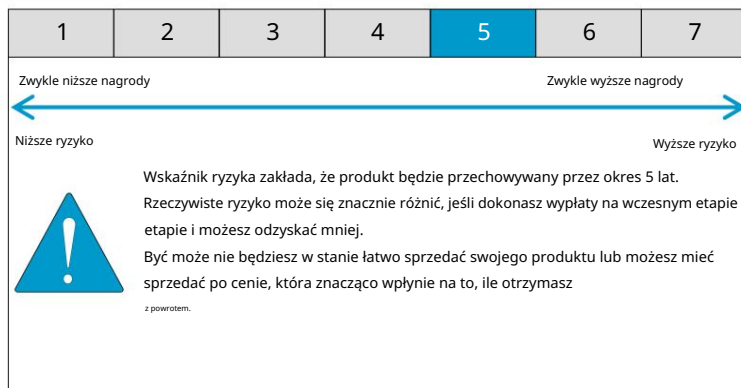 1 2 3 4 5 6 7
Zwykle niższe nagrody Zwykle wyższe nagrody
Niższe ryzyko Wyższe ryzyko
Wskaźnik ryzyka zakłada, że produkt będzie przechowywany przez okres 5 lat.
Rzeczywiste ryzyko może się znacznie różnić, jeśli dokonasz wypłaty na wczesnym etapie
etapie i możesz odzyskać mniej.
Być może nie będziesz w stanie łatwo sprzedać swojego produktu lub możesz mieć
sprzedać po cenie, która znacząco wpłynie na to, ile otrzymasz
z powrotem.